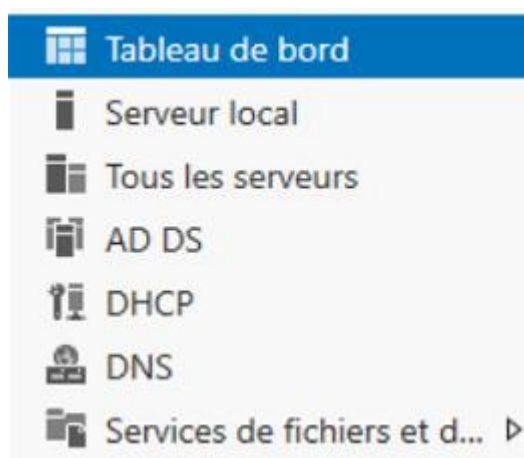 Tableau de bord
Serveur local
Tous les serveurs
AD DS
DHCP
DNS
Services de fichiers et d...